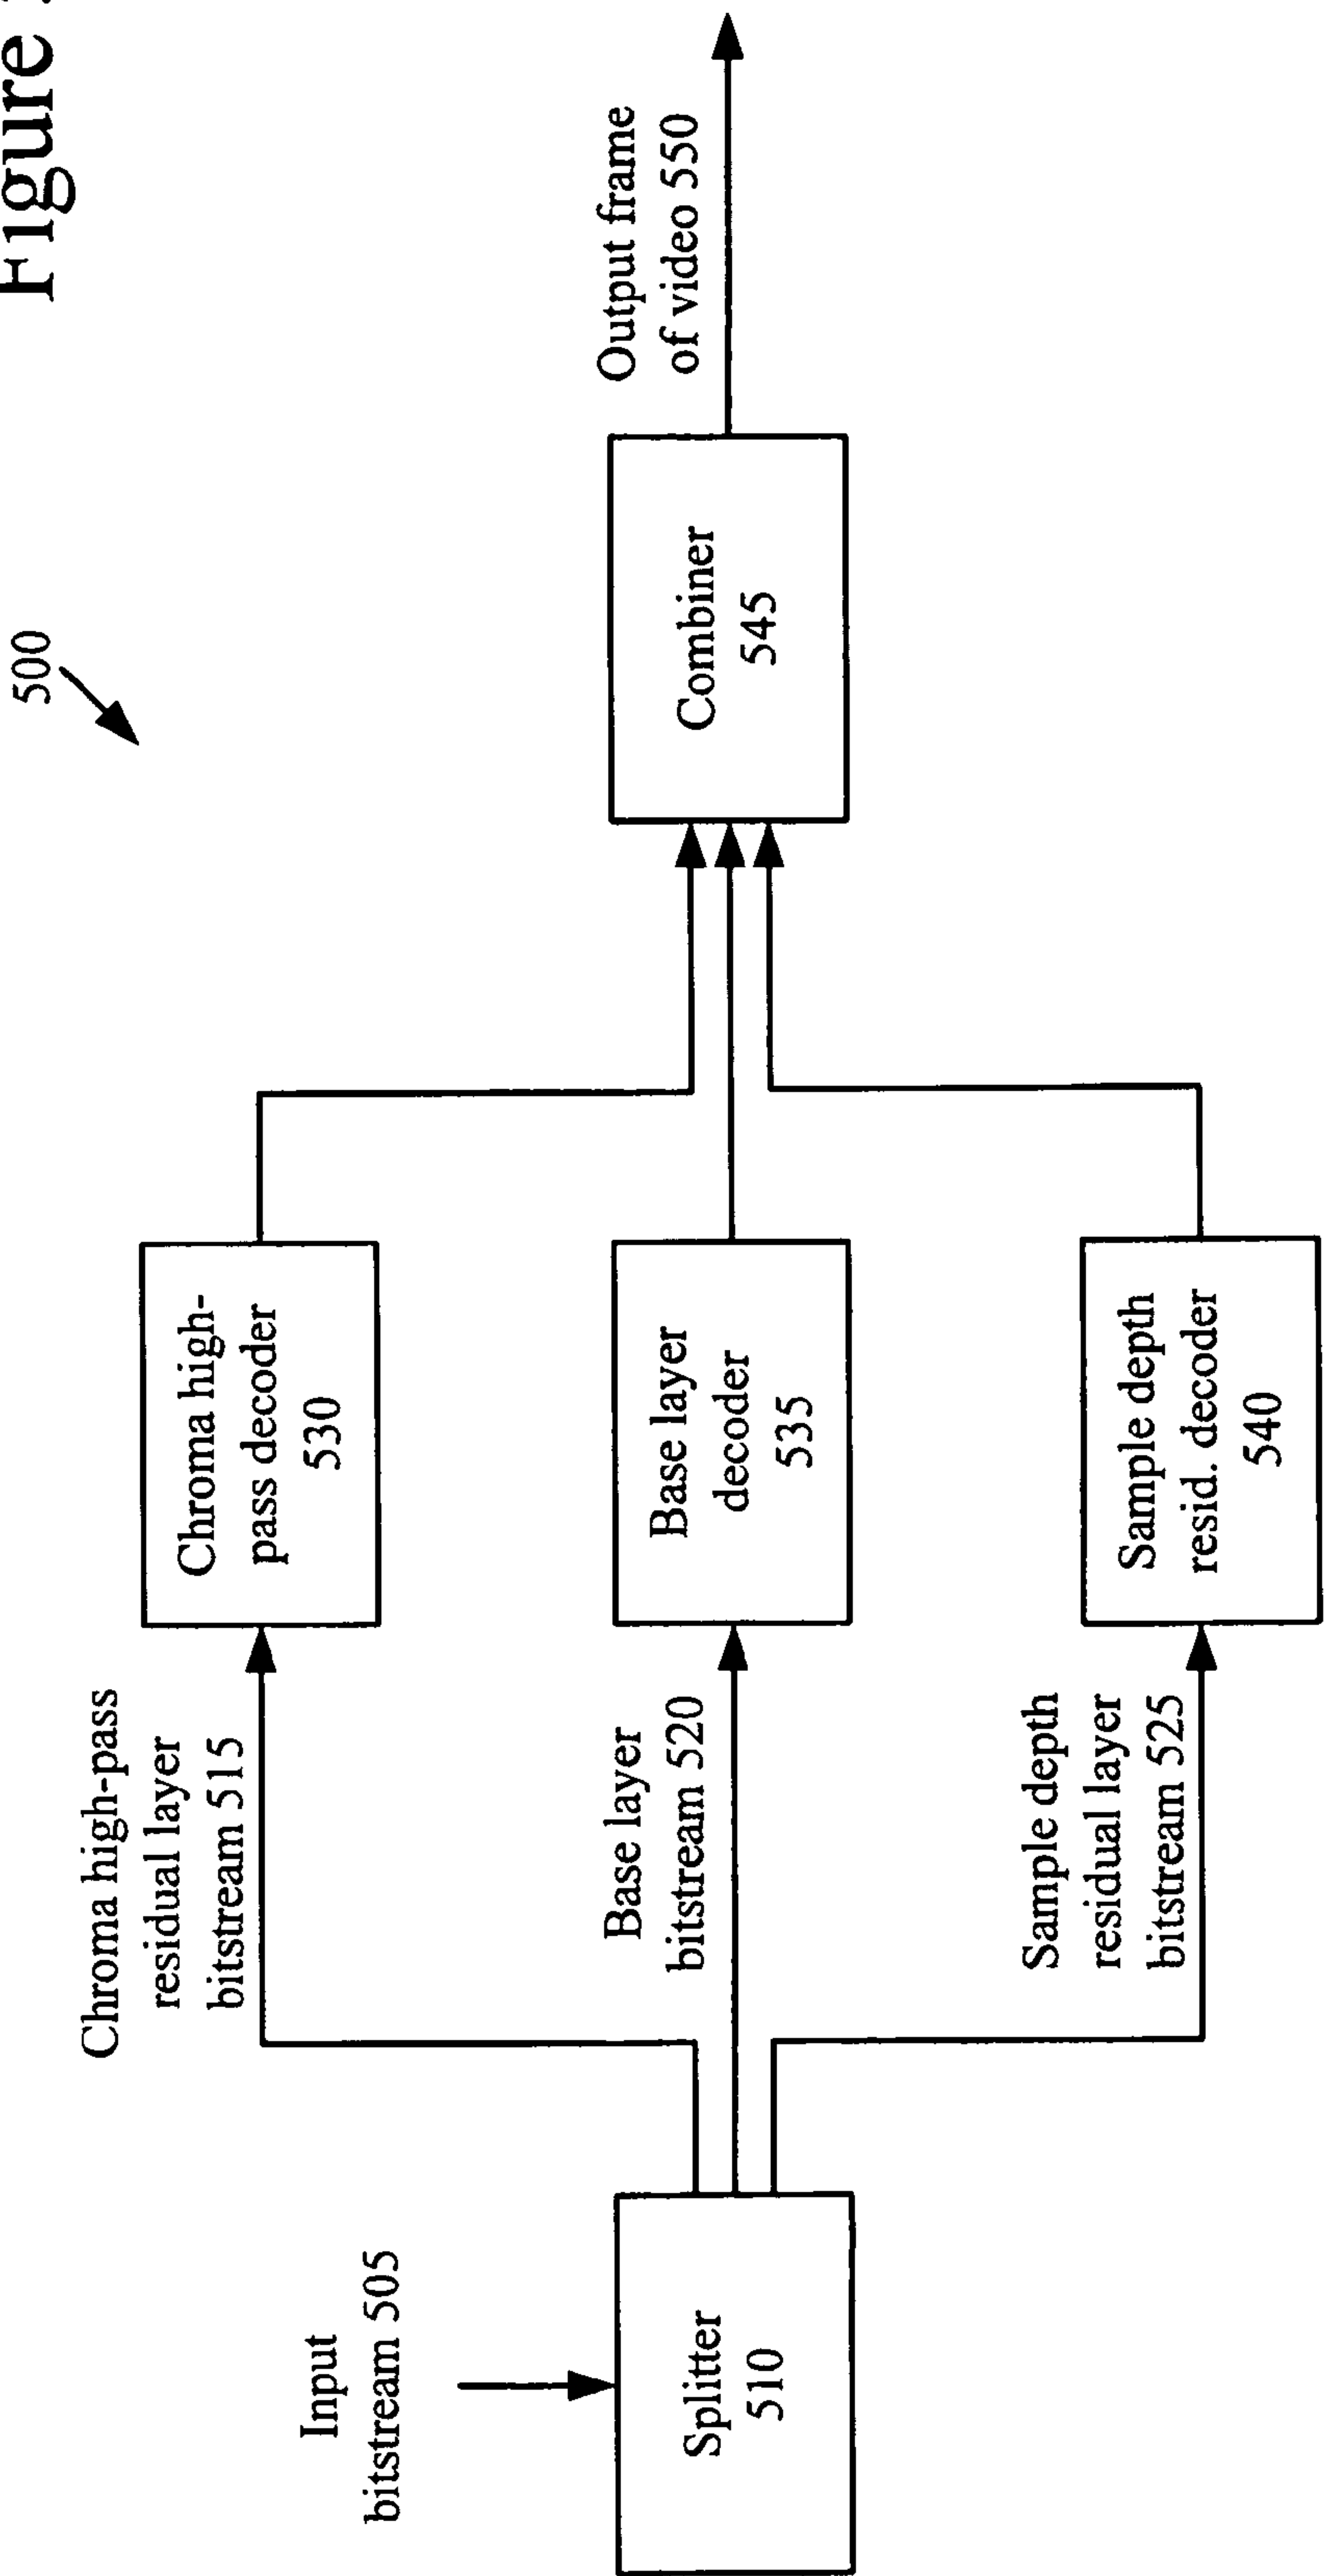 Figure
500
Input
bitstream 505
Splitter
510
Chroma high-pass
residual layer
bitstream 515
Base layer
bitstream 520
Sample depth
residual layer
bitstream 525
Chroma high-
pass decoder
530
Base layer
decoder
535
Sample depth
resid. decoder
540
Combiner
545
Output frame
of video 550